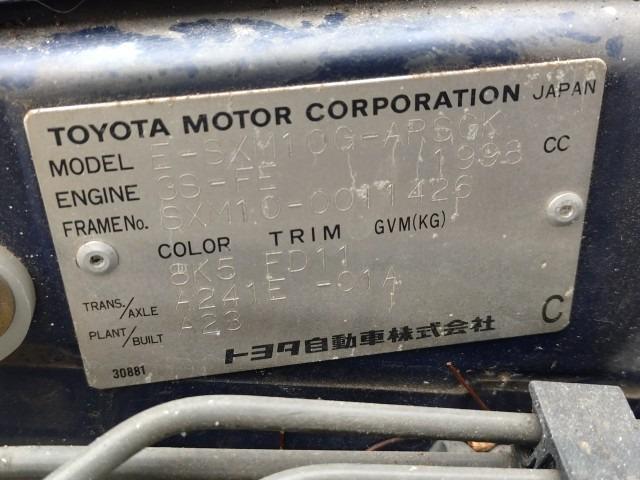 TOYOTA MOTOR CORPORATION JAPAN
MODEL E-SXM10G-APSGK
ENGINE 3S-FE 1998 CC
FRAME No. SXM10-0011426
COLOR TRIM GVM(KG)
8K5 FD11
TRANS./AXLE A241E -01A
PLANT/BUILT A23
C
トヨタ自動車株式会社
30881